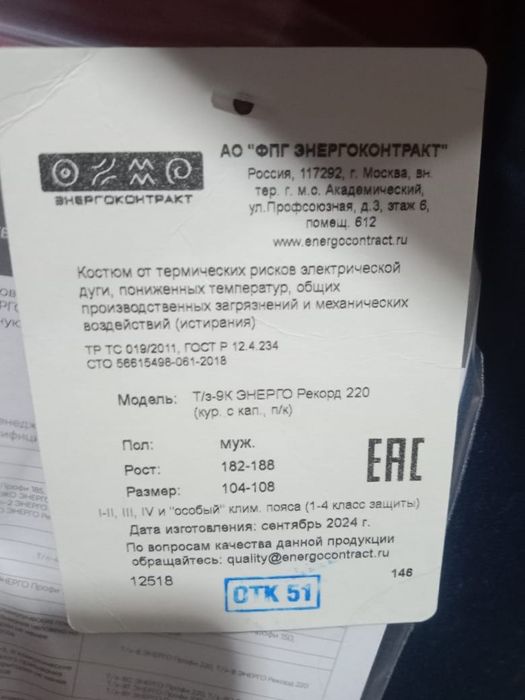 ЭНЕРГОКОНТРАКТ
АО "ФПГ ЭНЕРГОКОНТРАКТ"
Россия, 117292, г. Москва, вн.
тер. г. м.о. Академический,
ул.Профсоюзная, д.3, этаж 6,
помещ. 612
www.energocontract.ru
Костюм от термических рисков электрической
дуги, пониженных температур, общих
производственных загрязнений и механических
воздействий (истирания)
ТР ТС 019/2011, ГОСТ Р 12.4.234
СТО 56615498-061-2018
Модель: Т/з-9К ЭНЕРГО Рекорд 220
(кур. с кап., п/к)
Пол: муж.
Рост: 182-188
Размер: 104-108
EAC
I-II, III, IV и "особый" клим. пояса (1-4 класс защиты)
Дата изготовления: сентябрь 2024 г.
По вопросам качества данной продукции
обращайтесь: quality@energocontract.ru
12518
146
ОТК 51